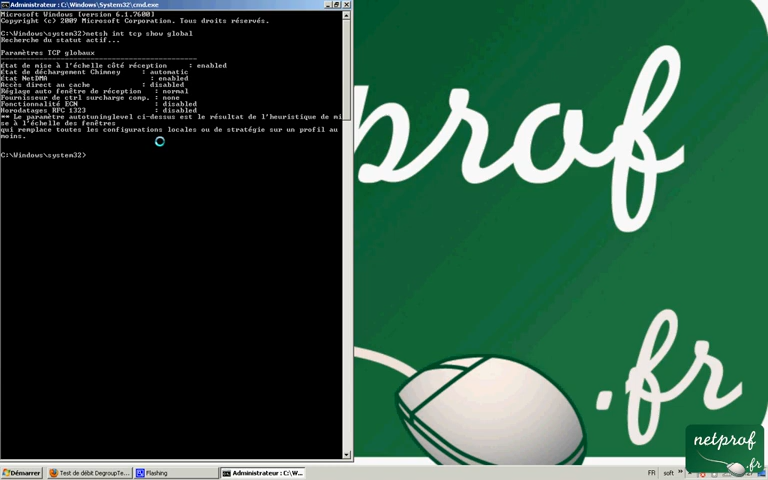 Administrateur : C:\Windows\System32\cmd.exe
Microsoft Windows [version 6.1.7600]
Copyright (c) 2009 Microsoft Corporation. Tous droits réservés.
C:\Windows\system32>netsh int tcp show global
Recherche du statut actif...
Paramètres TCP globaux
----------------------------------------------
État de mise à l'échelle côté réception : enabled
État de déchargement Chimney : automatic
État NetDMA : enabled
Accès direct au cache : disabled
Réglage auto fenêtre de réception : normal
Fournisseur de ctrl surcharge comp. : none
Fonctionnalité ECN : disabled
Horodatages RFC 1323 : disabled
** Le paramètre autotuninglevel ci-dessus est le résultat de l'heuristique de mi
se à l'échelle des fenêtres
qui remplace toutes les configurations locales ou de stratégie sur un profil au
moins.
C:\Windows\system32>
prof
.fr
netprof
.fr
Démarrer
Test de débit DegroupTe...
Flashing
Administrateur : C:\W...
FR
soft »